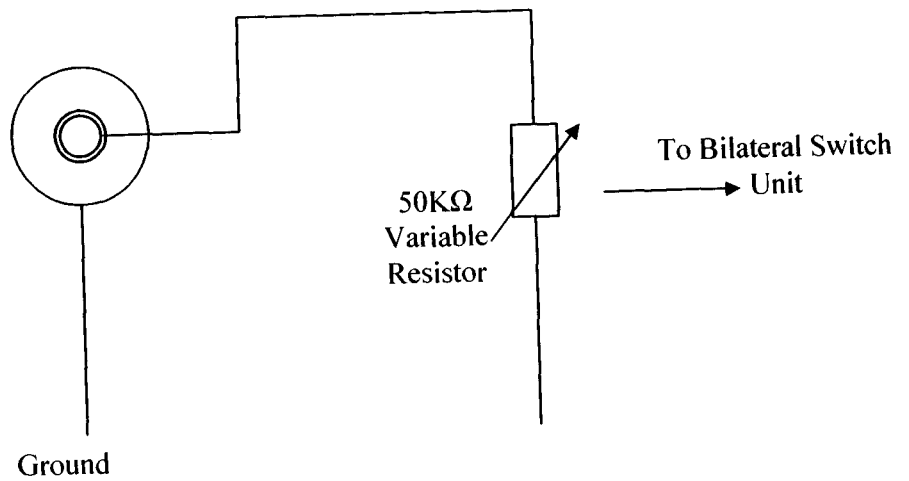 To Bilateral Switch
Unit
50KΩ
Variable
Resistor
Ground